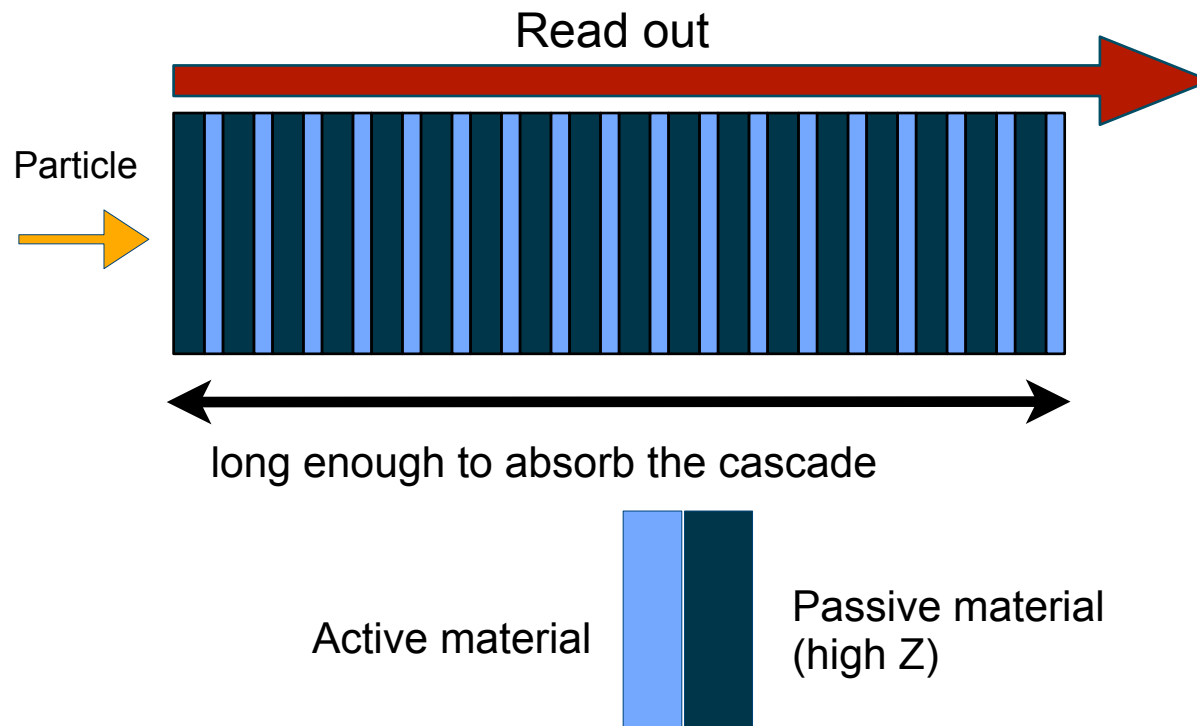 Read out
Particle
long enough to absorb the cascade
Active material
Passive material
(high Z)